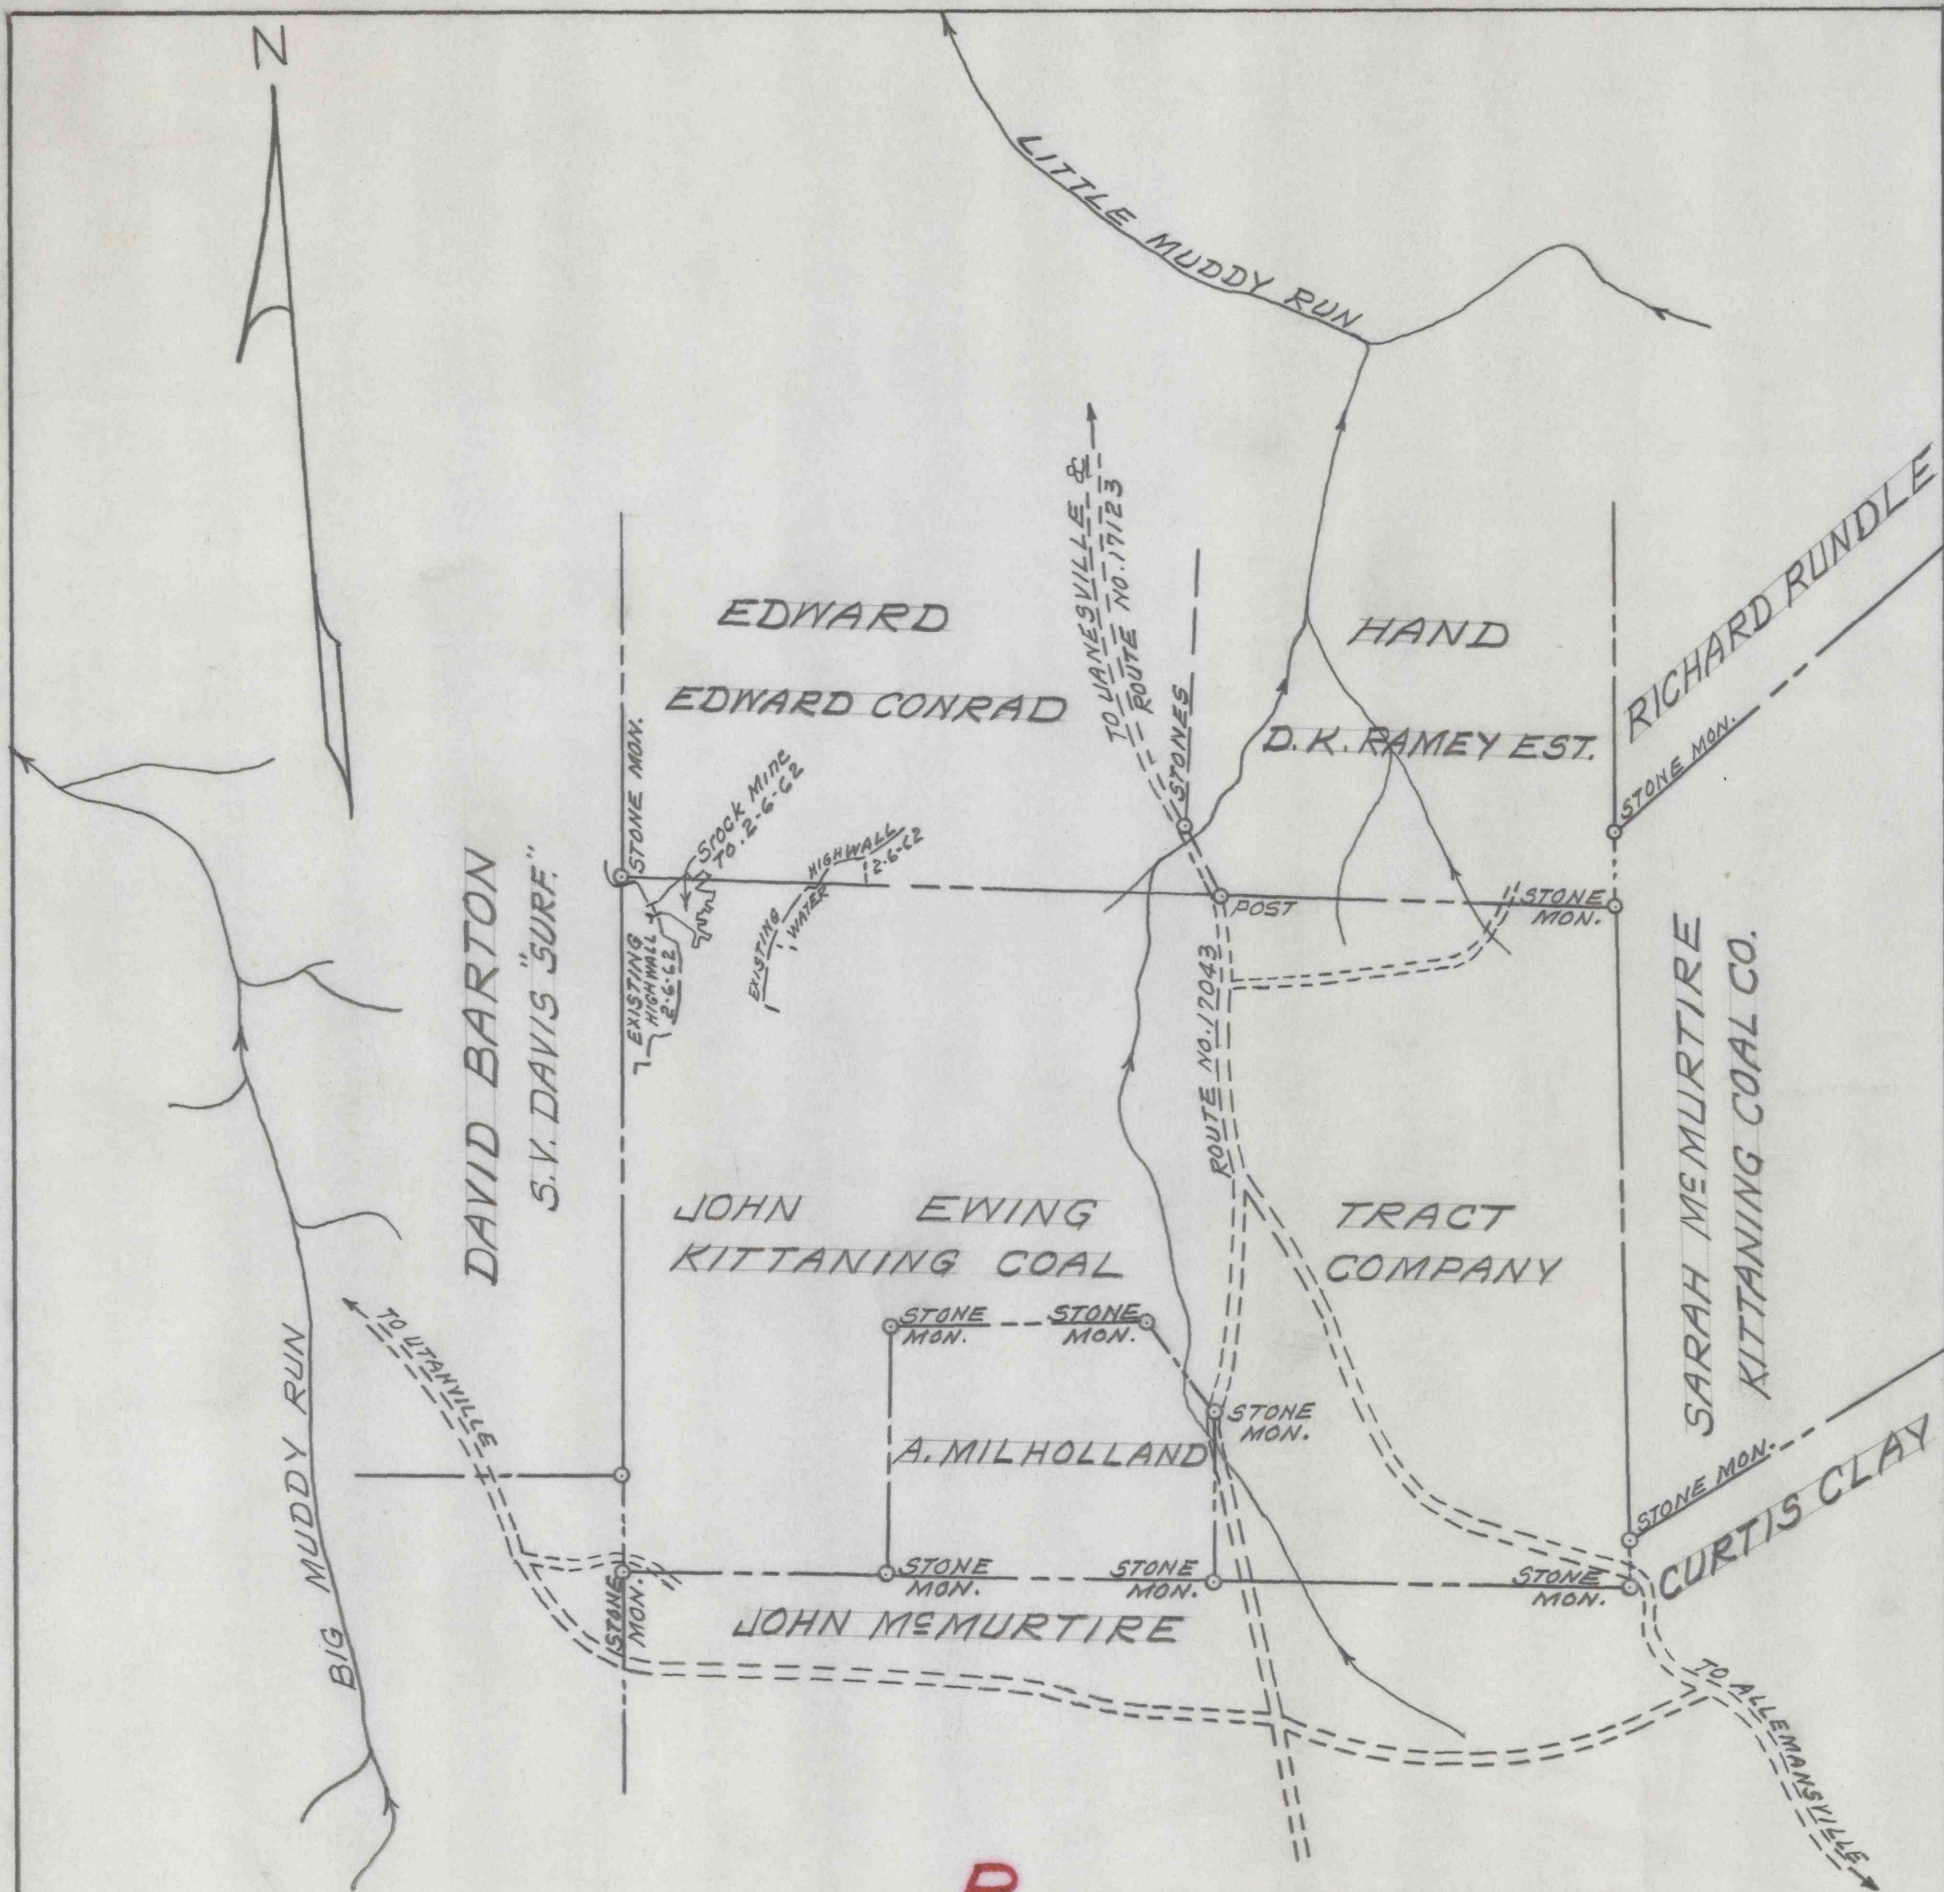 N
LITTLE MUDDY RUN
TO JANESVILLE &
ROUTE NO. 17123
EDWARD
HAND
EDWARD CONRAD
D.K. RAMEY EST.
RICHARD RUNDLE
STONE MON.
STONES
STONE MON.
Srock Mine
TO. 2-6-62
EXISTING HIGHWALL
WATER 2-6-62
EXISTING
HIGHWALL
2-6-62
POST
STONE
MON.
DAVID BARTON
S.V. DAVIS "SURF."
ROUTE NO. 17043
SARAH McMURTIRE
KITTANING COAL CO.
JOHN EWING TRACT
KITTANING COAL COMPANY
STONE
MON.
STONE
MON.
STONE
MON.
A. MILHOLLAND
TO UTAHVILLE
BIG MUDDY RUN
STONE MON.
CURTIS CLAY
STONE
MON.
STONE
MON.
STONE
MON.
STONE
MON.
JOHN McMURTIRE
TO ALLEMANSVILLE